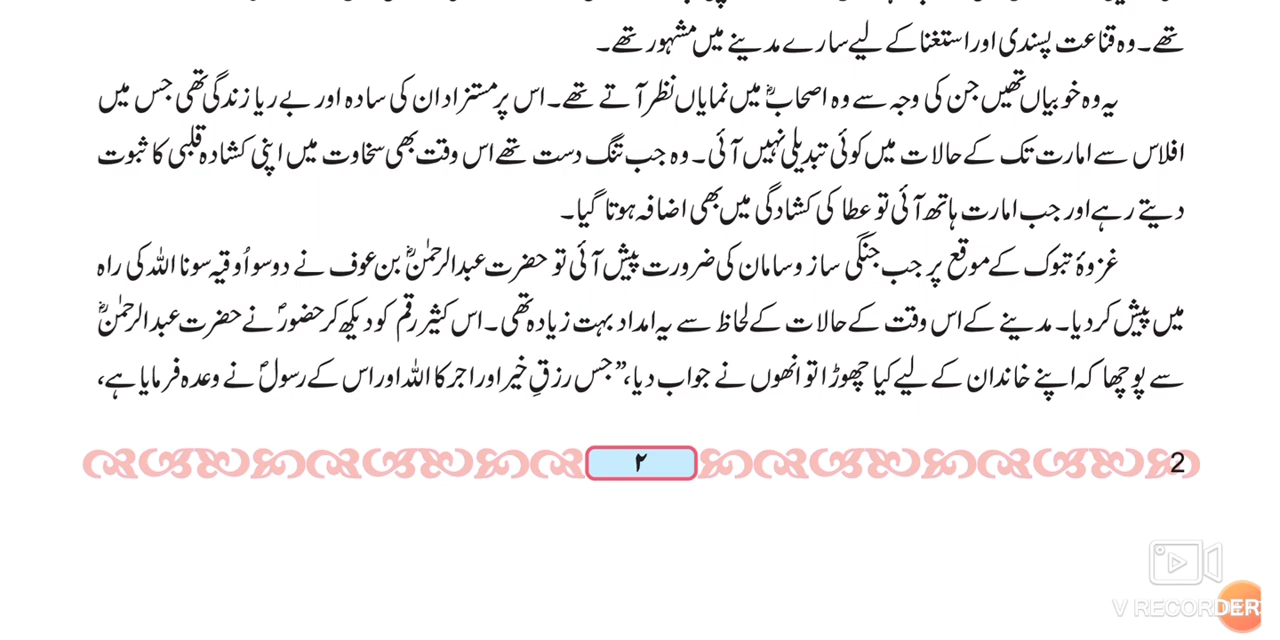 تھے۔ وہ قناعت پسندی اور استغنا کے لیے سارے مدینے میں مشہور تھے۔
یہ وہ خوبیاں تھیں جن کی وجہ سے وہ اصحابؓ میں نمایاں نظر آتے تھے۔ اس پر مستزاد ان کی سادہ اور بے ریا زندگی تھی جس میں
افلاس سے امارت تک کے حالات میں کوئی تبدیلی نہیں آئی۔ وہ جب تنگ دست تھے اس وقت بھی سخاوت میں اپنی کشادہ قلبی کا ثبوت
دیتے رہے اور جب امارت ہاتھ آئی تو عطا کی کشادگی میں بھی اضافہ ہوتا گیا۔
غزوۂ تبوک کے موقع پر جب جنگی ساز و سامان کی ضرورت پیش آئی تو حضرت عبدالرحمٰنؓ بن عوف نے دو سو اُوقیہ سونا اللہ کی راہ
میں پیش کر دیا۔ مدینے کے اس وقت کے حالات کے لحاظ سے یہ امداد بہت زیادہ تھی۔ اس کثیر رقم کو دیکھ کر حضورؐ نے حضرت عبدالرحمٰنؓ
سے پوچھا کہ اپنے خاندان کے لیے کیا چھوڑا تو انھوں نے جواب دیا، ”جس رزقِ خیر اور اجر کا اللہ اور اس کے رسولؐ نے وعدہ فرمایا ہے،
۲
2
V RECORDER